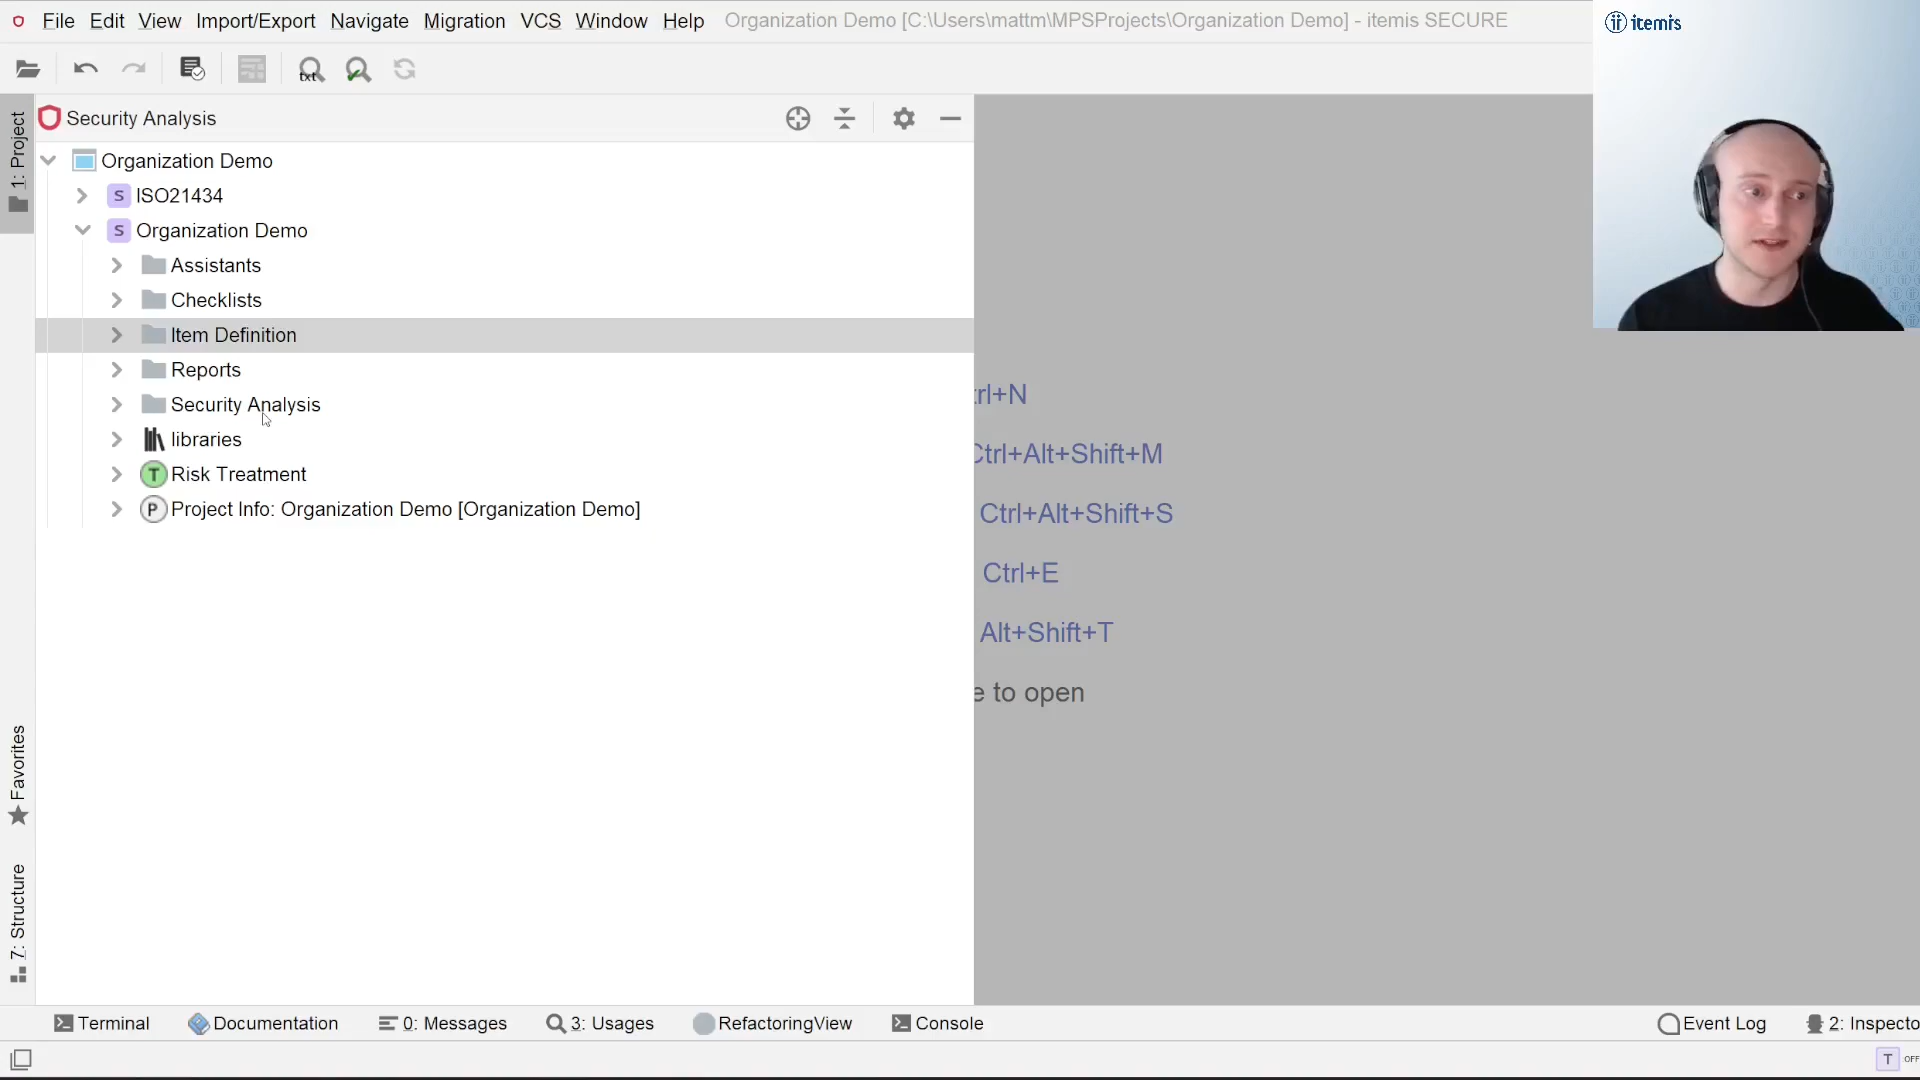 File Edit View Import/Export Navigate Migration VCS Window Help Organization Demo [C:\Users\mattm\MPSProjects\Organization Demo] - itemis SECURE
itemis
txt
1: Project
Security Analysis
Organization Demo
S ISO21434
S Organization Demo
Assistants
Checklists
Item Definition
Reports
Security Analysis
libraries
T Risk Treatment
P Project Info: Organization Demo [Organization Demo]
trl+N
Ctrl+Alt+Shift+M
Ctrl+Alt+Shift+S
Ctrl+E
Alt+Shift+T
e to open
Favorites
7: Structure
Terminal Documentation 0: Messages 3: Usages RefactoringView Console Event Log 2: Inspecto
T OFF